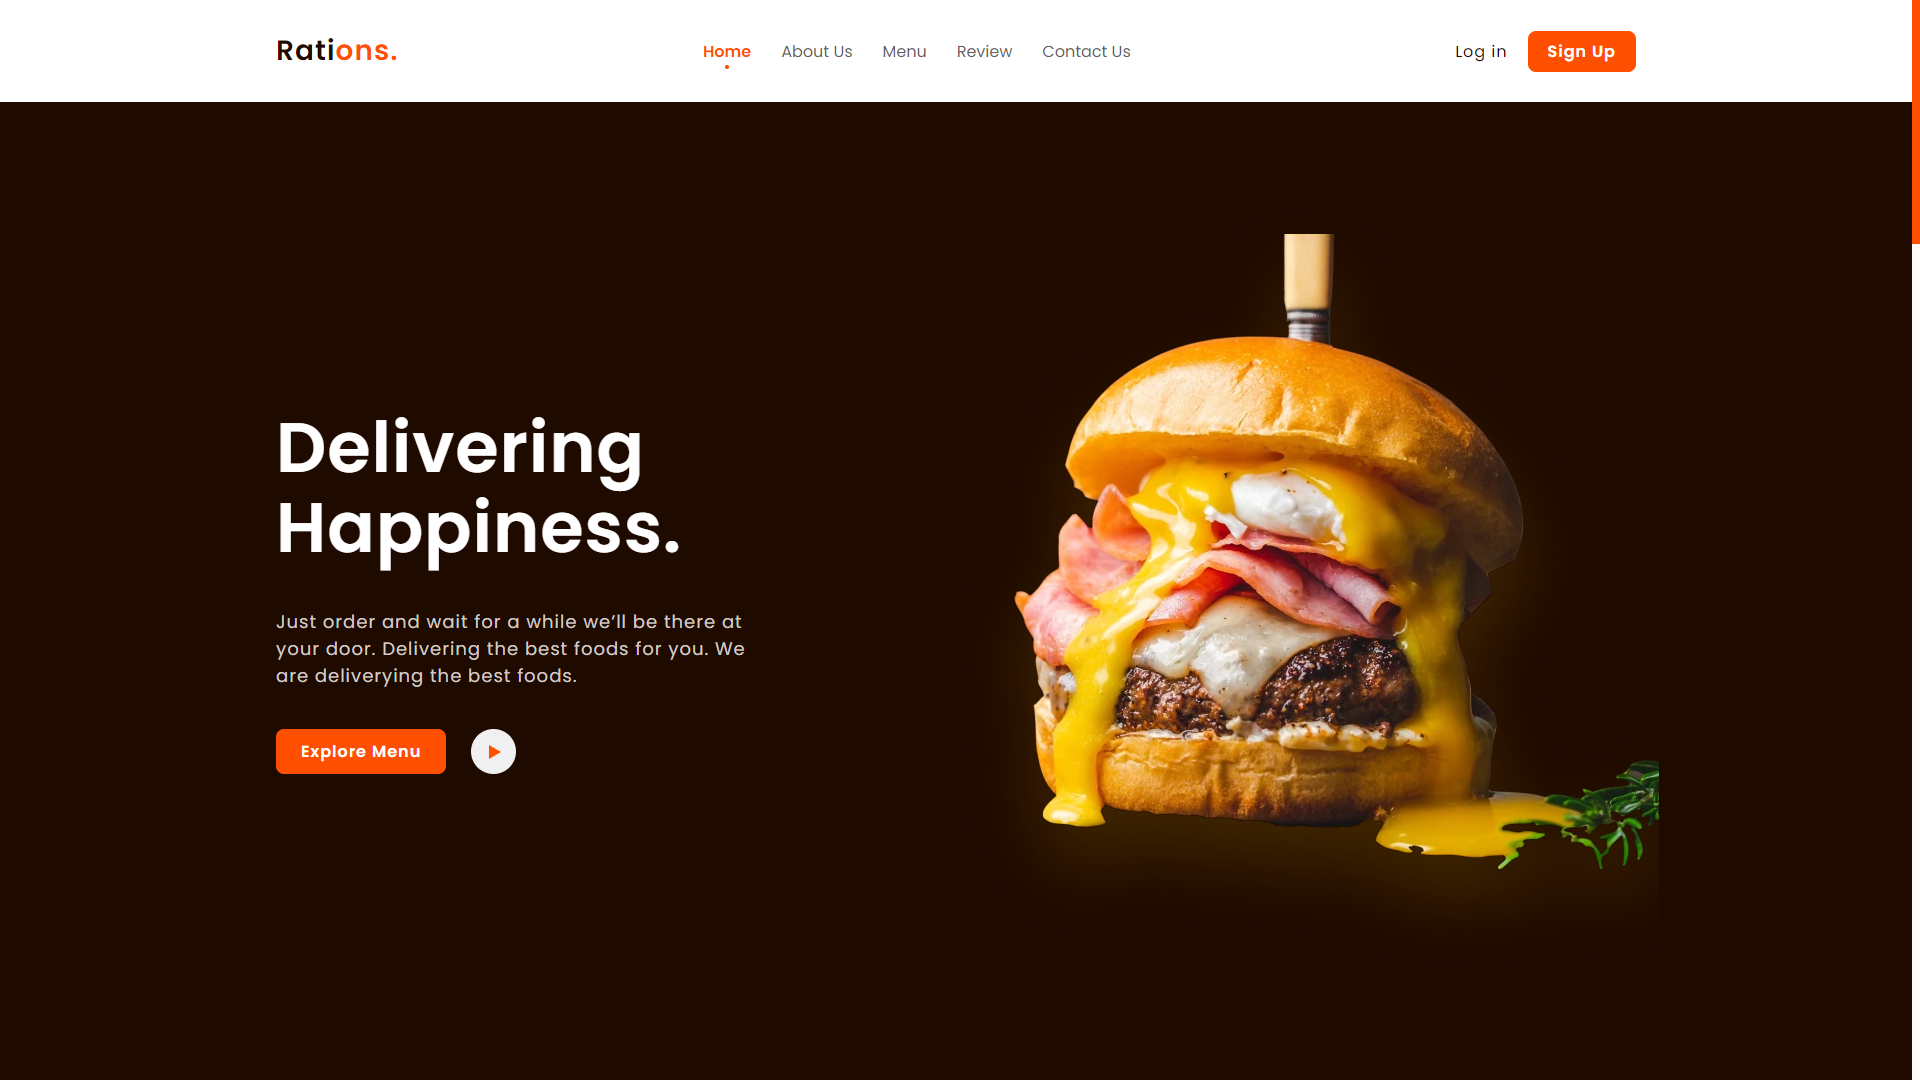 Rations.
Home
About Us
Menu
Review
Contact Us
Log in
Sign Up
Delivering
Happiness.
Just order and wait for a while we’ll be there at
your door. Delivering the best foods for you. We
are deliverying the best foods.
Explore Menu